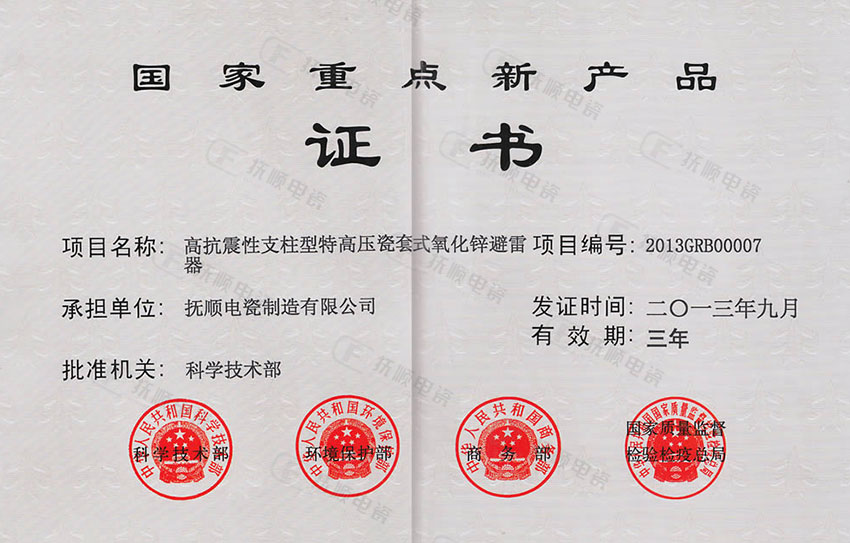 国家重点新产品
证书
项目名称: 高抗震性支柱型特高压瓷套式氧化锌避雷
器
项目编号: 2013GRB00007
承担单位: 抚顺电瓷制造有限公司
发证时间: 二〇一三年九月
有效期: 三年
批准机关: 科学技术部
中华人民共和国科学技术部
科学技术部
中华人民共和国环境保护部
环境保护部
中华人民共和国商务部
商务部
国家质量监督
检验检疫总局
抚顺电瓷